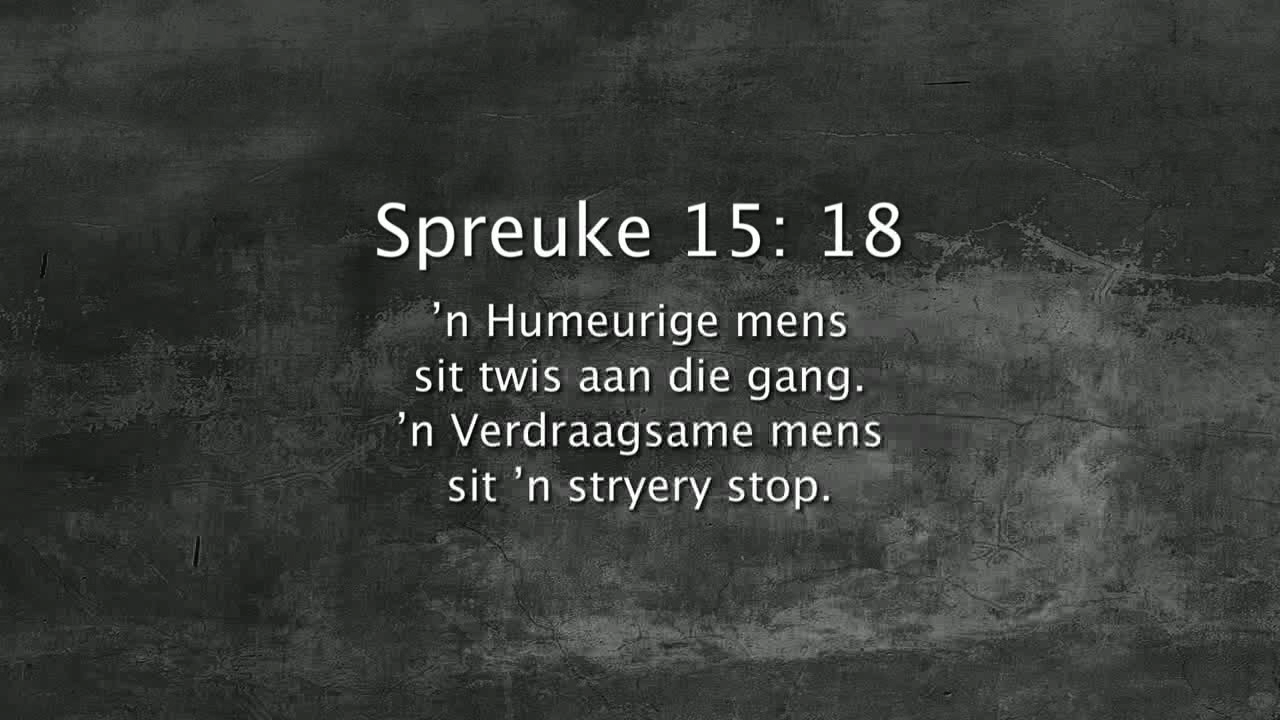 Spreuke 15: 18
’n Humeurige mens
sit twis aan die gang.
’n Verdraagsame mens
sit ’n stryery stop.